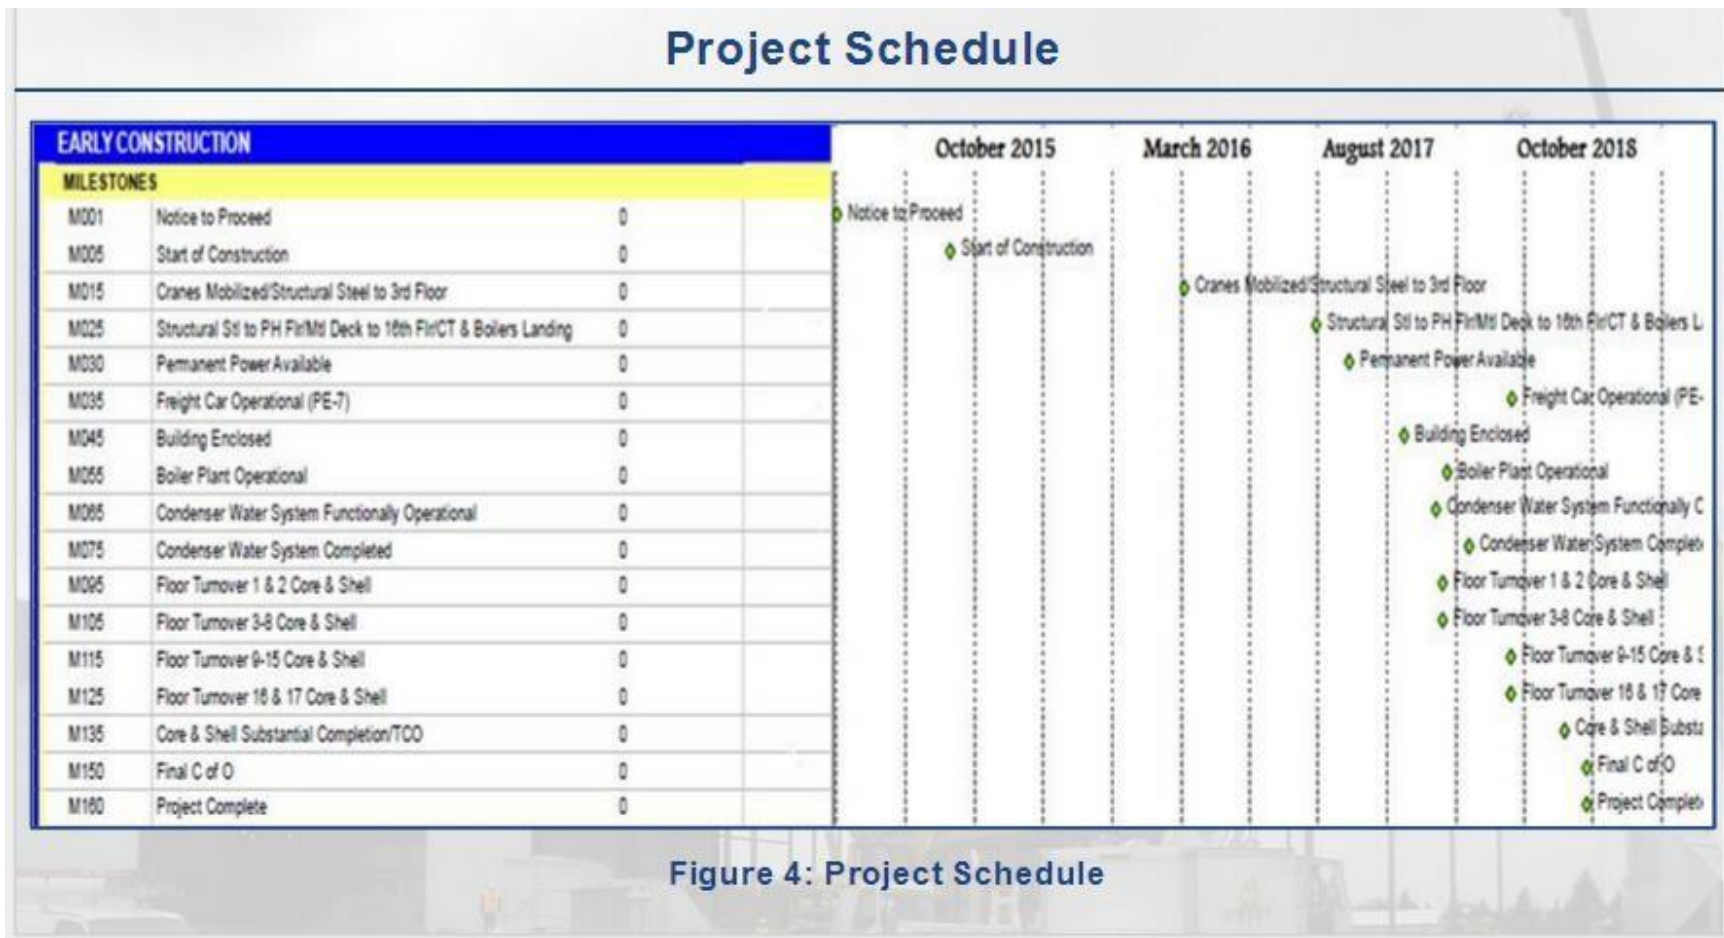 Project Schedule
EARLY CONSTRUCTION October 2015 March 2016 August 2017 October 2018
MILESTONES
M001 Notice to Proceed 0 Notice to Proceed
M005 Start of Construction 0 Start of Construction
M015 Cranes Mobilized/Structural Steel to 3rd Floor 0 Cranes Mobilized/Structural Steel to 3rd Floor
M025 Structural Stl to PH Flr/Mtl Deck to 16th Flr/CT & Boilers Landing 0 Structural Stl to PH Flr/Mtl Deck to 16th Flr/CT & Boilers L
M030 Permanent Power Available 0 Permanent Power Available
M035 Freight Car Operational (PE-7) 0 Freight Car Operational (PE-
M045 Building Enclosed 0 Building Enclosed
M055 Boiler Plant Operational 0 Boiler Plant Operational
M065 Condenser Water System Functionally Operational 0 Condenser Water System Functionally C
M075 Condenser Water System Completed 0 Condenser Water System Complet
M095 Floor Turnover 1 & 2 Core & Shell 0 Floor Turnover 1 & 2 Core & Shell
M105 Floor Turnover 3-8 Core & Shell 0 Floor Turnover 3-8 Core & Shell
M115 Floor Turnover 9-15 Core & Shell 0 Floor Turnover 9-15 Core & S
M125 Floor Turnover 16 & 17 Core & Shell 0 Floor Turnover 16 & 17 Core
M135 Core & Shell Substantial Completion/TCO 0 Core & Shell Substa
M150 Final C of O 0 Final C of O
M160 Project Complete 0 Project Complet
Figure 4: Project Schedule